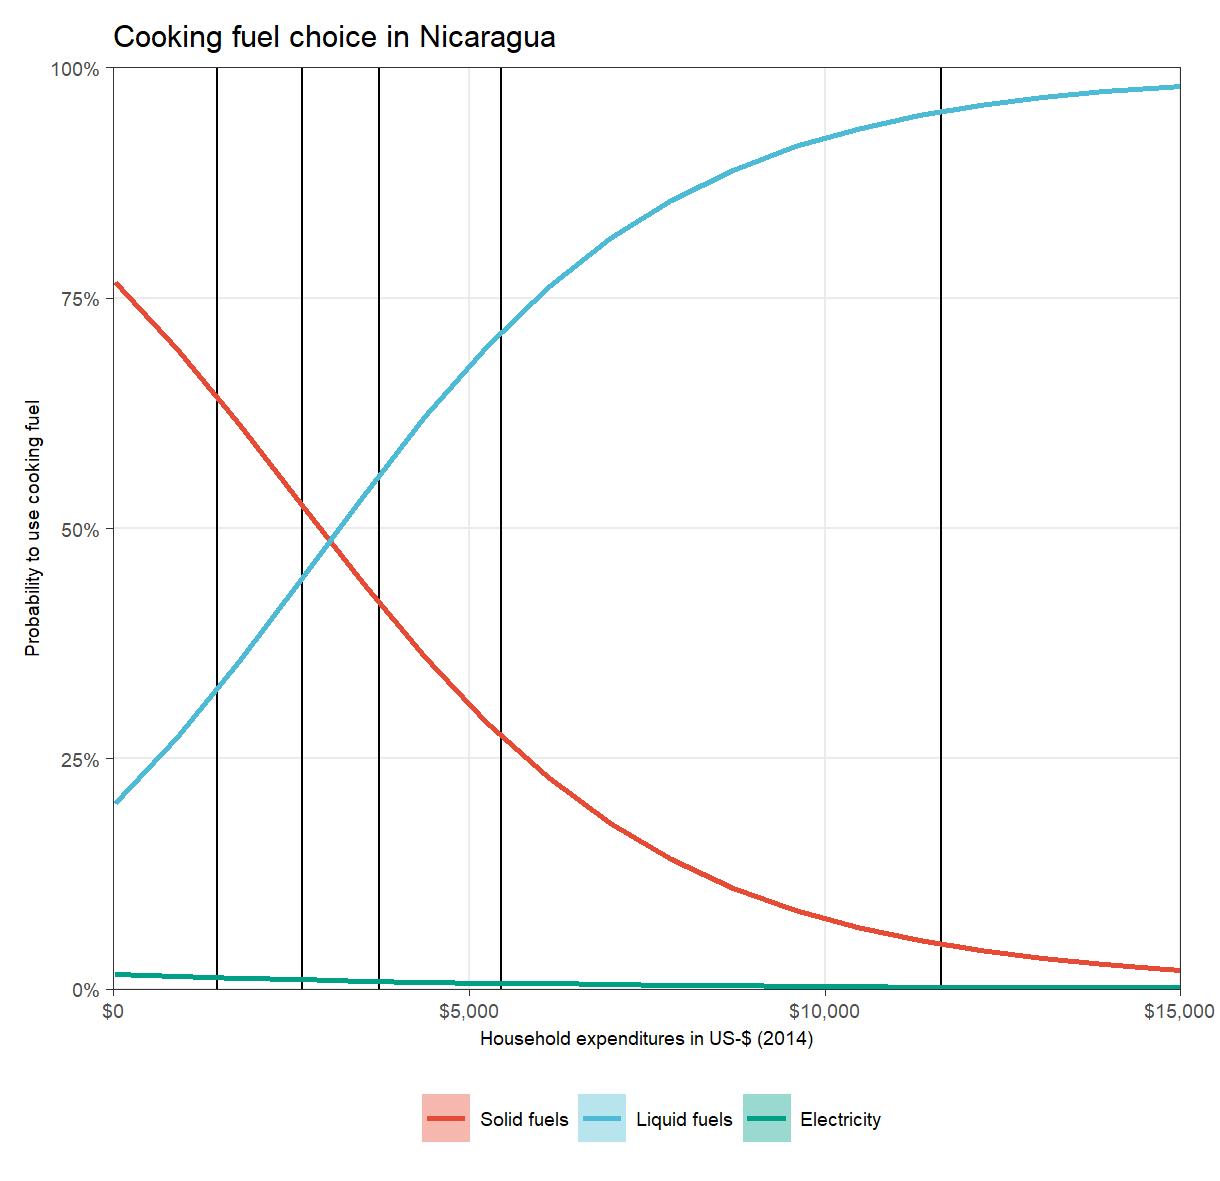 Cooking fuel choice in Nicaragua
100%
75%
50%
25%
0%
Probability to use cooking fuel
$0 $5,000 $10,000 $15,000
Household expenditures in US-$ (2014)
Solid fuels Liquid fuels Electricity